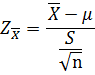 Z_X̅ = (X̅ − μ) / (S / √n)